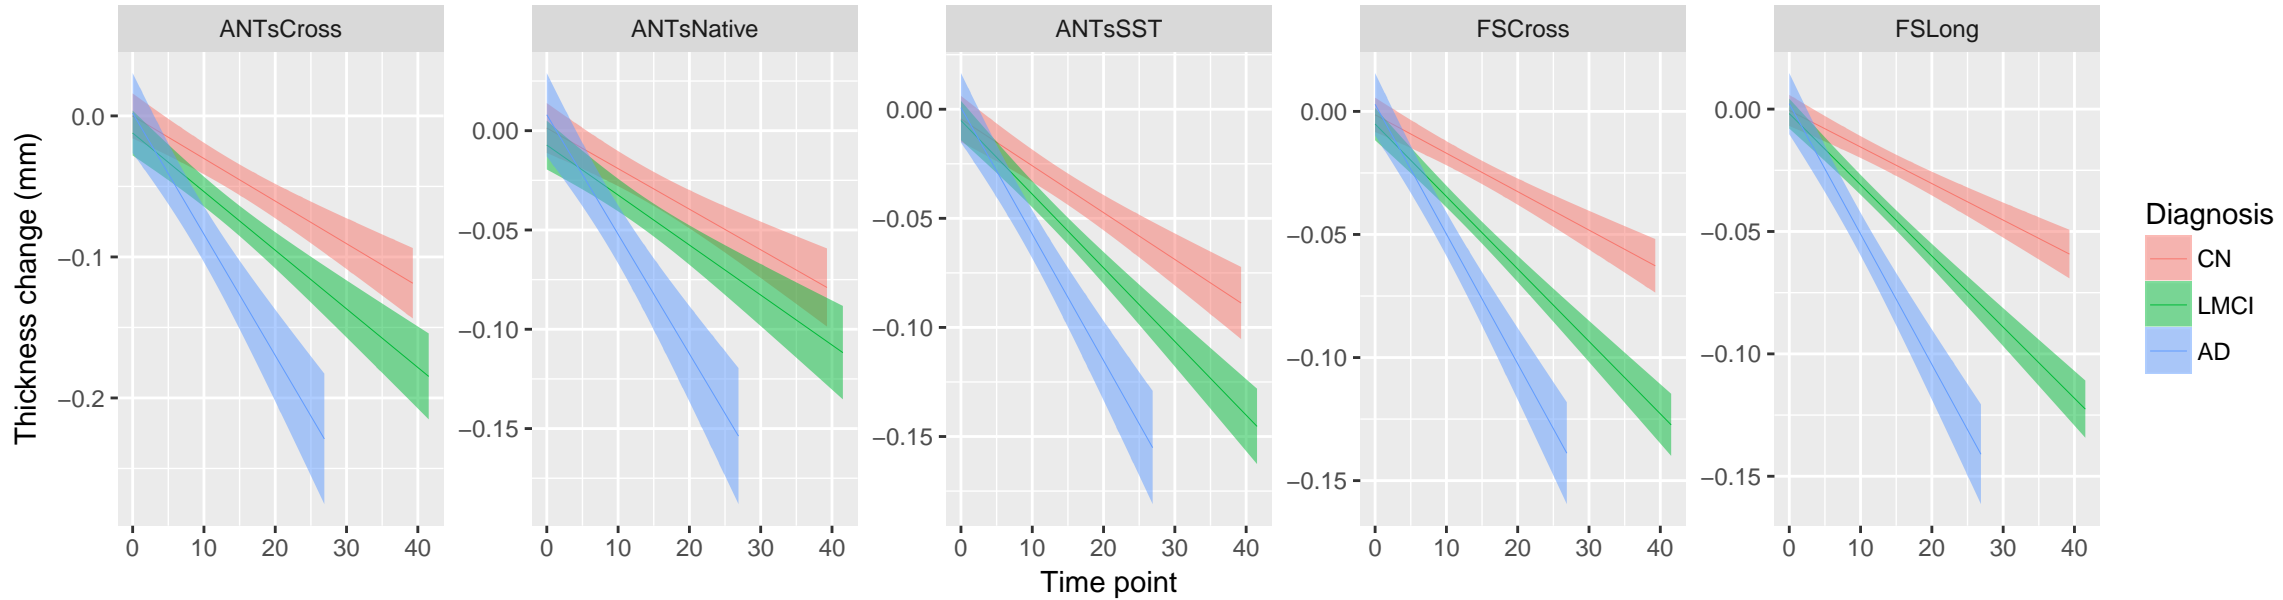 ANTsCross ANTsNative ANTsSST FSCross FSLong
Thickness change (mm)
0.0
−0.1
−0.2
0 10 20 30 40
0.00
−0.05
−0.10
−0.15
0 10 20 30 40
0.00
−0.05
−0.10
−0.15
0 10 20 30 40
0.00
−0.05
−0.10
−0.15
0 10 20 30 40
0.00
−0.05
−0.10
−0.15
0 10 20 30 40
Time point
Diagnosis
CN
LMCI
AD